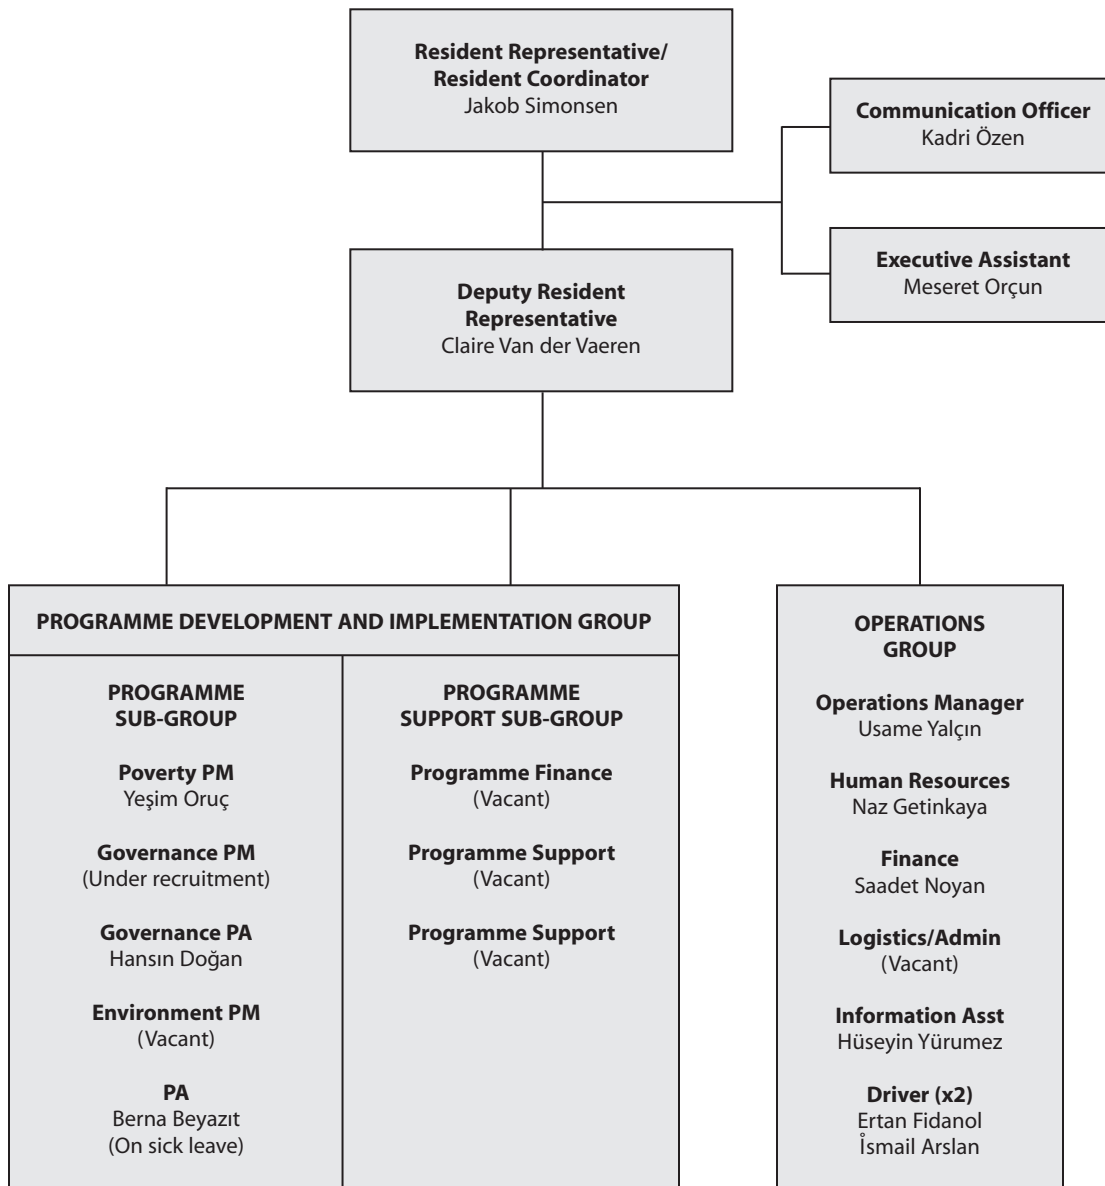 Resident Representative/
Resident Coordinator
Jakob Simonsen
Communication Officer
Kadri Özen
Executive Assistant
Meseret Orçun
Deputy Resident
Representative
Claire Van der Vaeren
PROGRAMME DEVELOPMENT AND IMPLEMENTATION GROUP
PROGRAMME
SUB-GROUP
Poverty PM
Yeşim Oruç
Governance PM
(Under recruitment)
Governance PA
Hansın Doğan
Environment PM
(Vacant)
PA
Berna Beyazıt
(On sick leave)
PROGRAMME
SUPPORT SUB-GROUP
Programme Finance
(Vacant)
Programme Support
(Vacant)
Programme Support
(Vacant)
OPERATIONS
GROUP
Operations Manager
Usame Yalçın
Human Resources
Naz Getinkaya
Finance
Saadet Noyan
Logistics/Admin
(Vacant)
Information Asst
Hüseyin Yürumez
Driver (x2)
Ertan Fidanol
İsmail Arslan